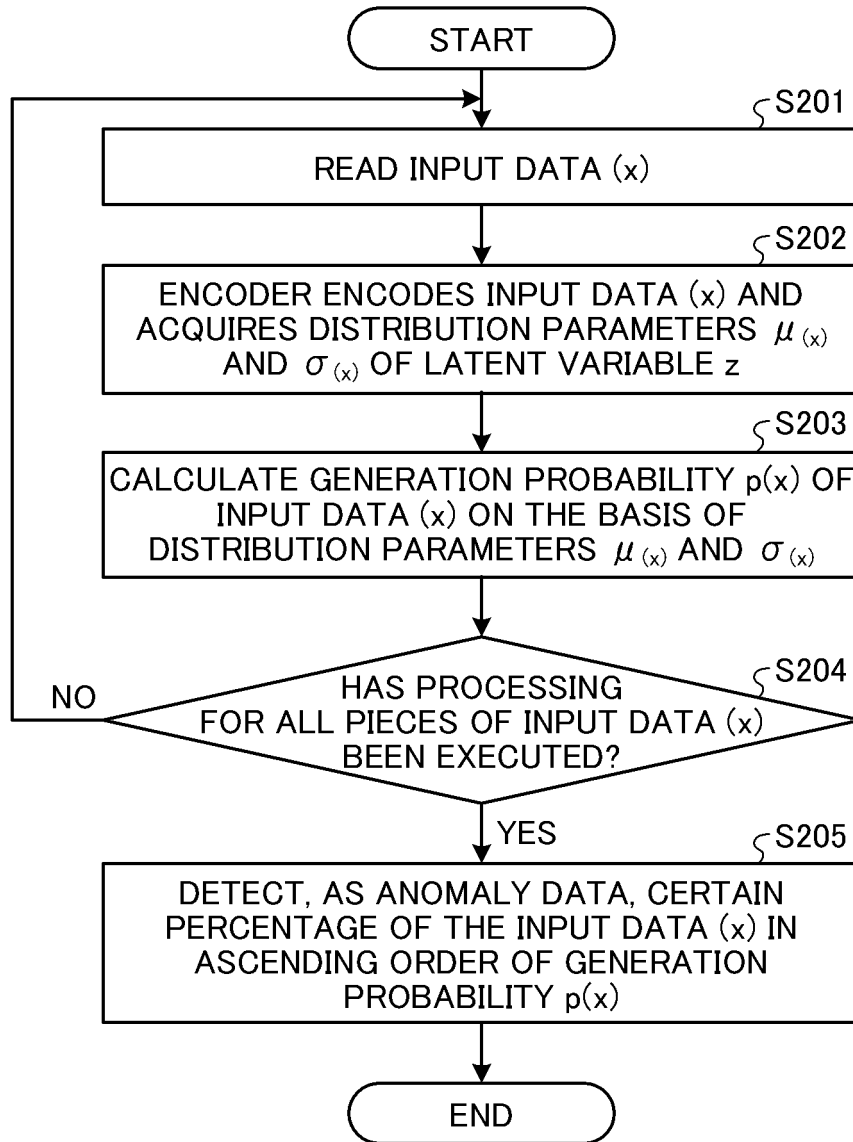 START
S201
READ INPUT DATA (x)
S202
ENCODER ENCODES INPUT DATA (x) AND
ACQUIRES DISTRIBUTION PARAMETERS μ(x)
AND σ(x) OF LATENT VARIABLE z
S203
CALCULATE GENERATION PROBABILITY p(x) OF
INPUT DATA (x) ON THE BASIS OF
DISTRIBUTION PARAMETERS μ(x) AND σ(x)
S204
NO
HAS PROCESSING
FOR ALL PIECES OF INPUT DATA (x)
BEEN EXECUTED?
YES
S205
DETECT, AS ANOMALY DATA, CERTAIN
PERCENTAGE OF THE INPUT DATA (x) IN
ASCENDING ORDER OF GENERATION
PROBABILITY p(x)
END